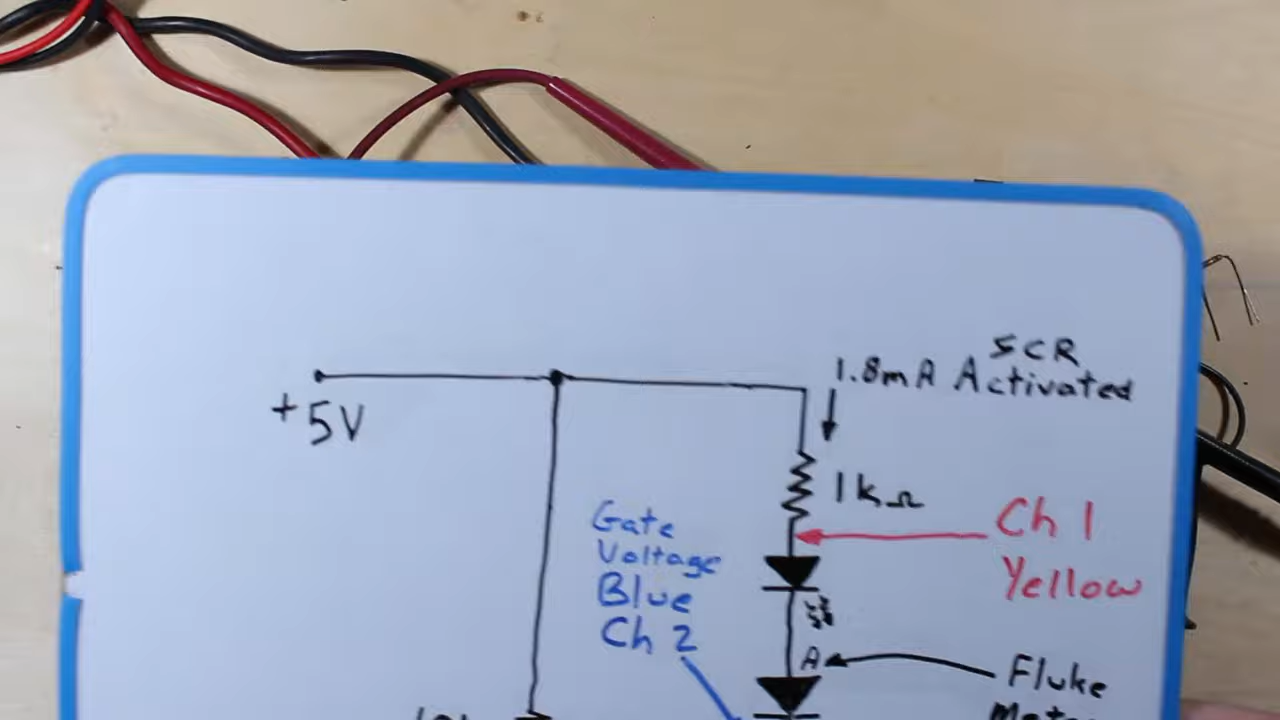 SCR
1.8mA Activated
+5V
1kΩ
Gate
Voltage
Blue
Ch 2
Ch 1
Yellow
A
Fluke